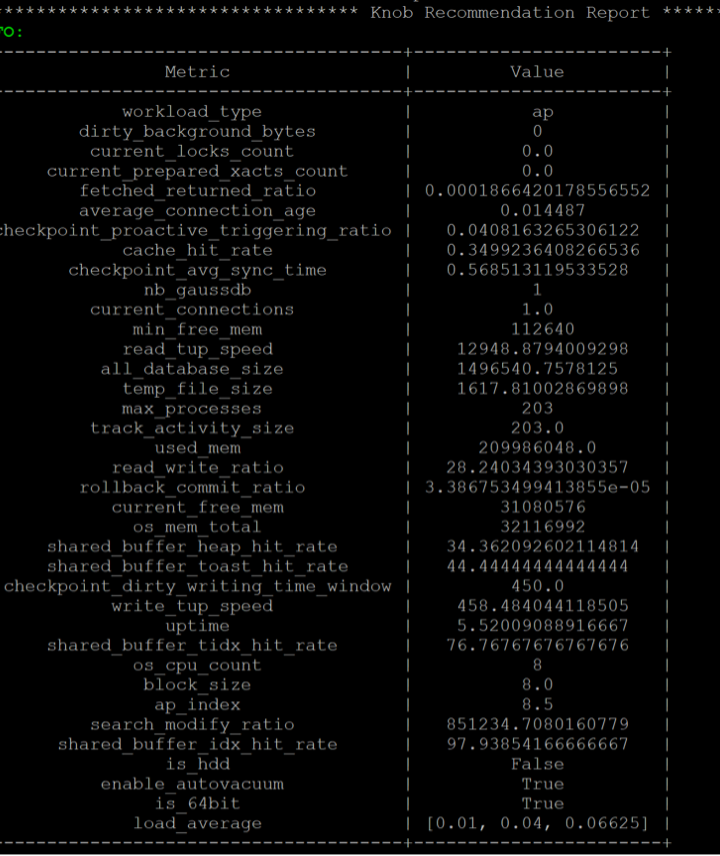 ******************************** Knob Recommendation Report *****
FO:
Metric | Value |
workload_type | ap |
dirty_background_bytes | 0 |
current_locks_count | 0.0 |
current_prepared_xacts_count | 0.0 |
fetched_returned_ratio | 0.0001866420178556552 |
average_connection_age | 0.014487 |
checkpoint_proactive_triggering_ratio | 0.0408163265306122 |
cache_hit_rate | 0.3499236408266536 |
checkpoint_avg_sync_time | 0.568513119533528 |
nb_gaussdb | 1 |
current_connections | 1.0 |
min_free_mem | 112640 |
read_tup_speed | 12948.8794009298 |
all_database_size | 1496540.7578125 |
temp_file_size | 1617.81002869898 |
max_processes | 203 |
track_activity_size | 203.0 |
used_mem | 209986048.0 |
read_write_ratio | 28.24034393030357 |
rollback_commit_ratio | 3.386753499413855e-05 |
current_free_mem | 31080576 |
os_mem_total | 32116992 |
shared_buffer_heap_hit_rate | 34.362092602114814 |
shared_buffer_toast_hit_rate | 44.44444444444444 |
checkpoint_dirty_writing_time_window | 450.0 |
write_tup_speed | 458.484044118505 |
uptime | 5.52009088916667 |
shared_buffer_tidx_hit_rate | 76.76767676767676 |
os_cpu_count | 8 |
block_size | 8.0 |
ap_index | 8.5 |
search_modify_ratio | 851234.7080160779 |
shared_buffer_idx_hit_rate | 97.93854166666667 |
is_hdd | False |
enable_autovacuum | True |
is_64bit | True |
load_average | [0.01, 0.04, 0.06625] |